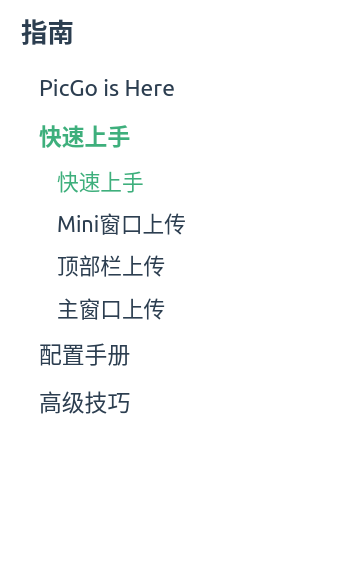 指南
PicGo is Here
快速上手
快速上手
Mini窗口上传
顶部栏上传
主窗口上传
配置手册
高级技巧